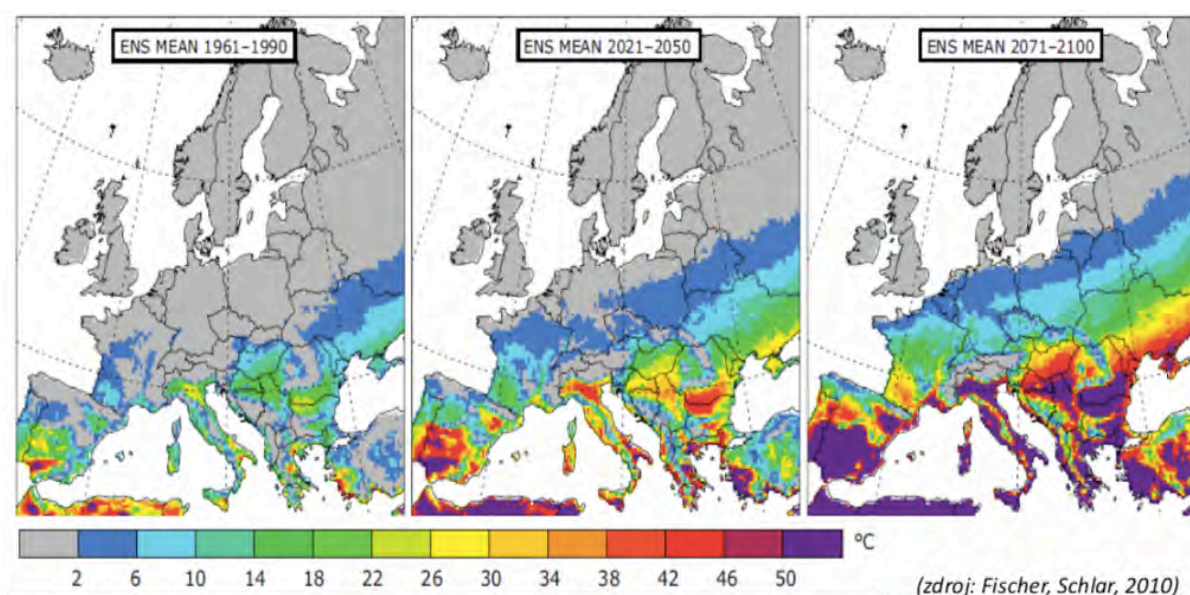 ENS MEAN 1961–1990
ENS MEAN 2021–2050
ENS MEAN 2071–2100
°C
2 6 10 14 18 22 26 30 34 38 42 46 50
(zdroj: Fischer, Schlar, 2010)